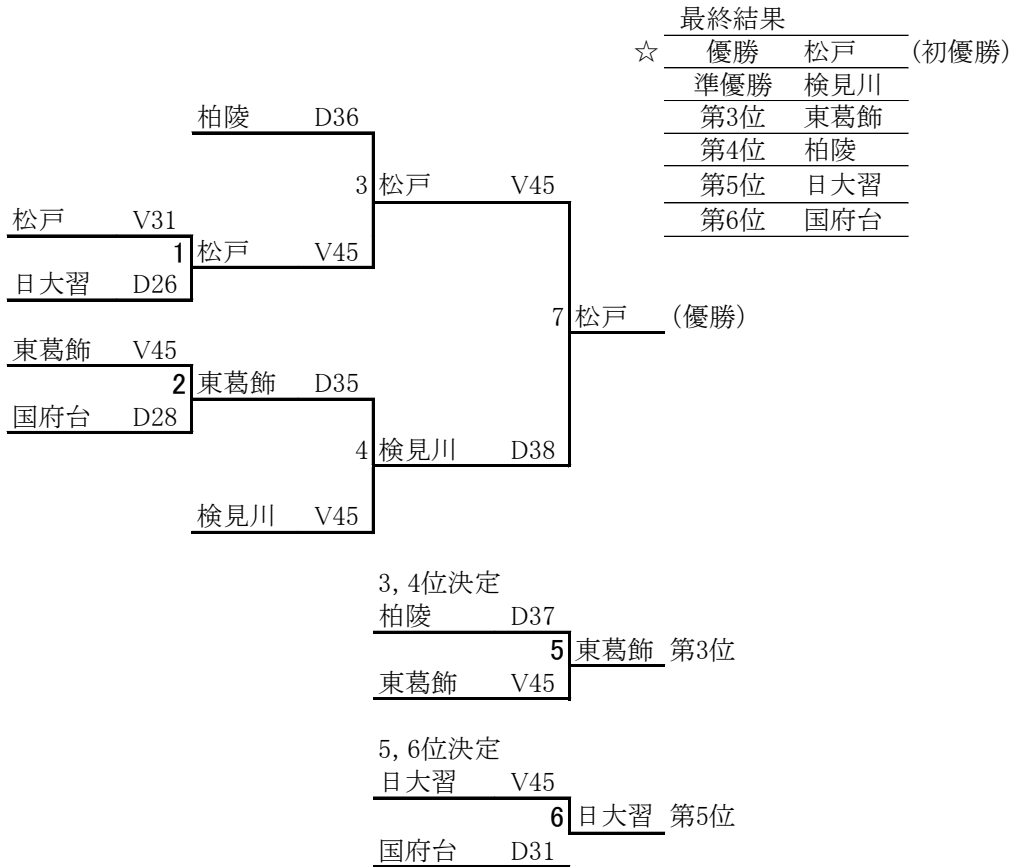 最終結果
☆ 優勝 松戸 (初優勝)
準優勝 検見川
第3位 東葛飾
第4位 柏陵
第5位 日大習
第6位 国府台
柏陵 D36
3 松戸 V45
松戸 V31
1 松戸 V45
日大習 D26
7 松戸 (優勝)
東葛飾 V45
2 東葛飾 D35
国府台 D28
4 検見川 D38
検見川 V45
3, 4位決定
柏陵 D37
5 東葛飾 第3位
東葛飾 V45
5, 6位決定
日大習 V45
6 日大習 第5位
国府台 D31